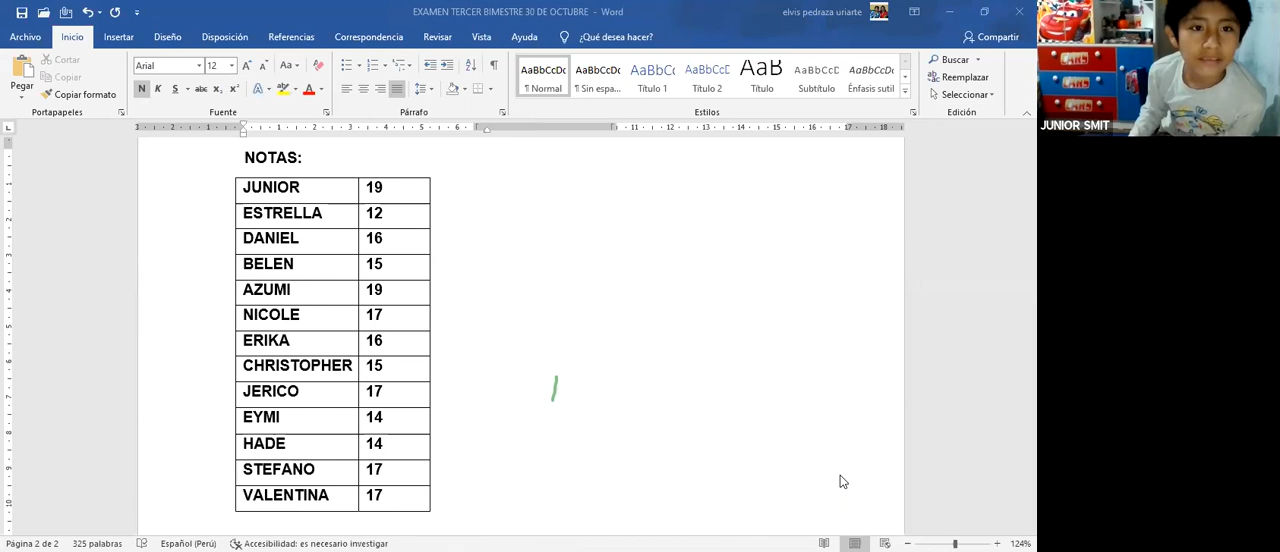 EXAMEN TERCER BIMESTRE 30 DE OCTUBRE - Word
elvis pedraza uriarte
Archivo Inicio Insertar Diseño Disposición Referencias Correspondencia Revisar Vista Ayuda ¿Qué desea hacer? Compartir
Pegar
Cortar
Copiar
Copiar formato
Portapapeles
Arial 12
N K S abc x₂ x²
Fuente
Párrafo
AaBbCcDc AaBbCcDc AaBbCc AaBbCcD AaB AaBbCcD AaBbCcDc
¶ Normal ¶ Sin espa... Título 1 Título 2 Título Subtítulo Énfasis sutil
Estilos
Buscar
Reemplazar
Seleccionar
Edición
JUNIOR SMIT
NOTAS:
JUNIOR 19
ESTRELLA 12
DANIEL 16
BELEN 15
AZUMI 19
NICOLE 17
ERIKA 16
CHRISTOPHER 15
JERICO 17
EYMI 14
HADE 14
STEFANO 17
VALENTINA 17
Página 2 de 2 325 palabras Español (Perú) Accesibilidad: es necesario investigar 124%